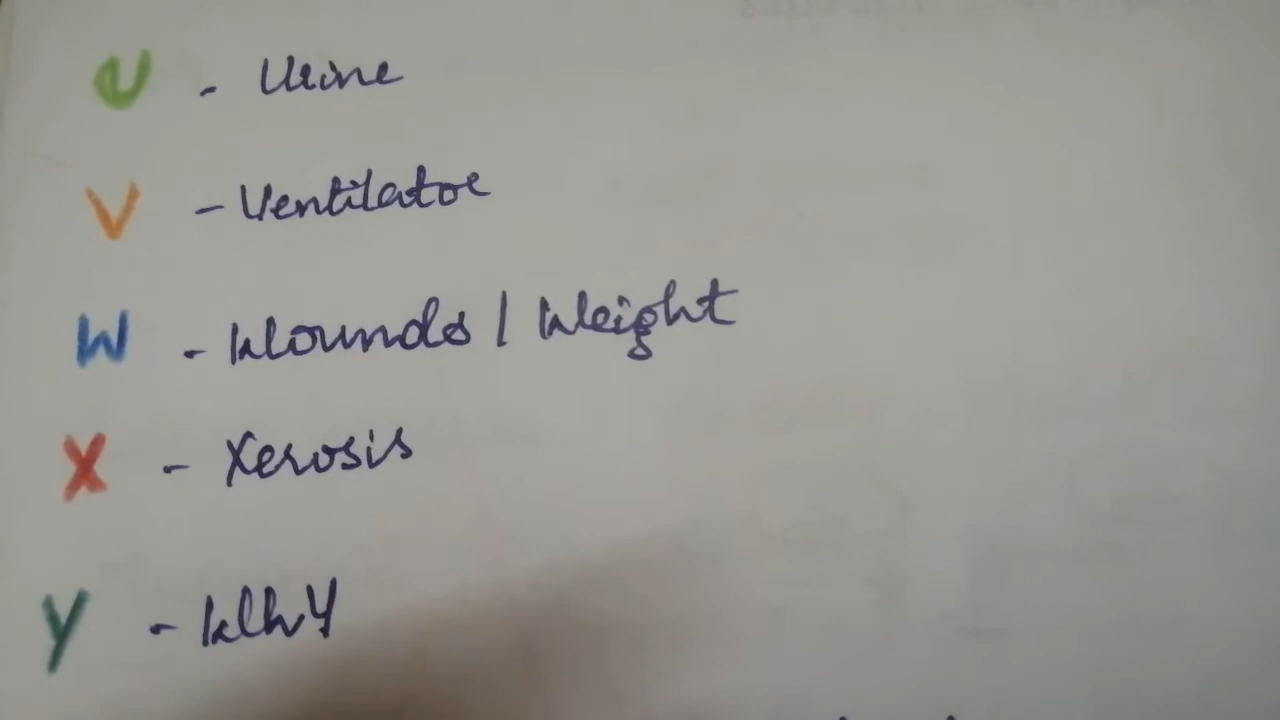 U - Urine
V - Ventilator
W - Wounds / Weight
X - Xerosis
Y - WhY